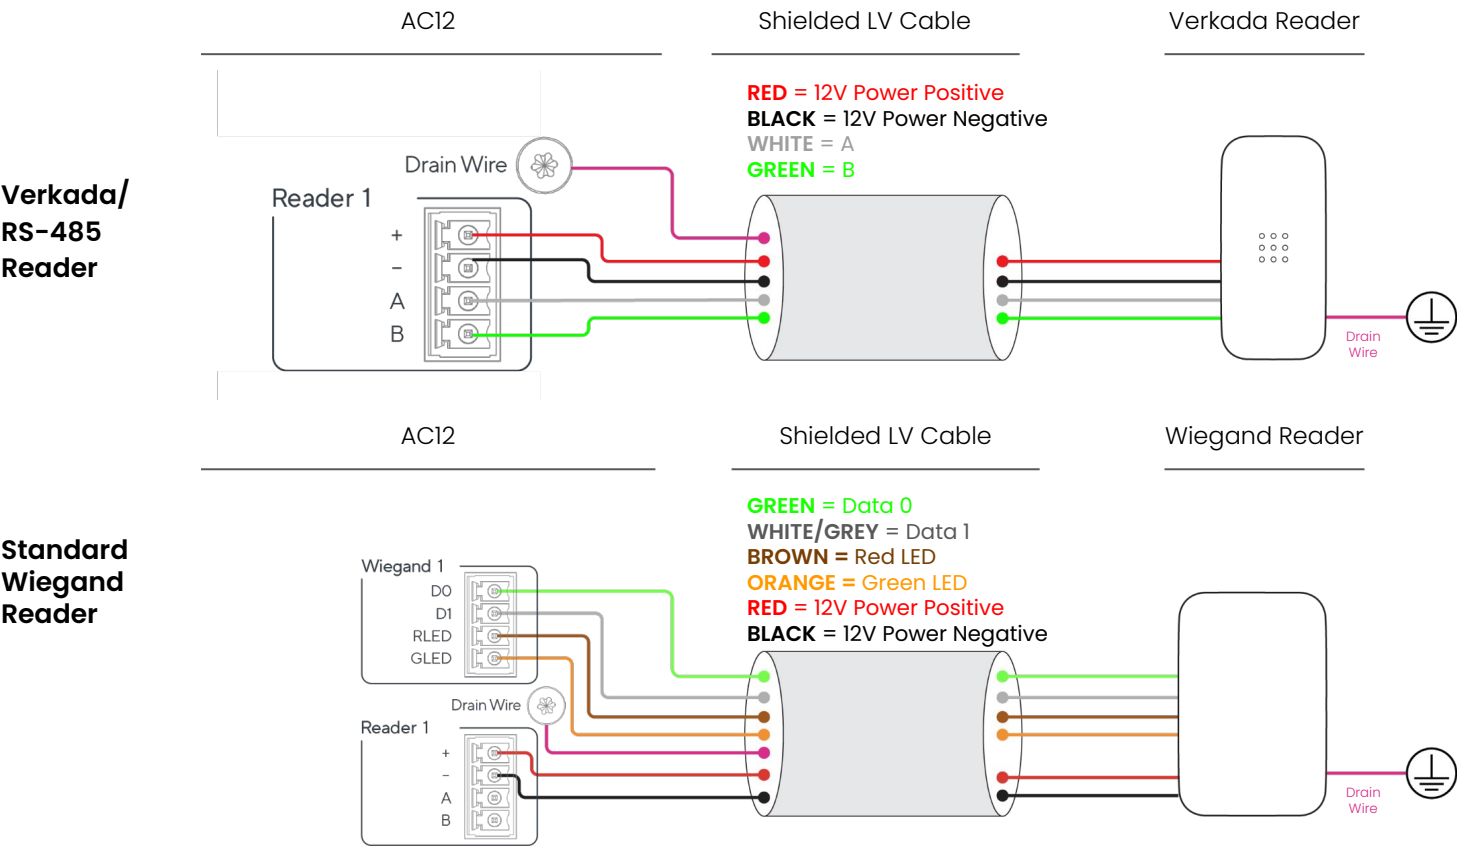 AC12
Shielded LV Cable
Verkada Reader
RED = 12V Power Positive
BLACK = 12V Power Negative
WHITE = A
GREEN = B
Verkada/
RS-485
Reader
Drain Wire
Reader 1
+
–
A
B
Drain
Wire
AC12
Shielded LV Cable
Wiegand Reader
GREEN = Data 0
WHITE/GREY = Data 1
BROWN = Red LED
ORANGE = Green LED
RED = 12V Power Positive
BLACK = 12V Power Negative
Standard
Wiegand
Reader
Wiegand 1
D0
D1
RLED
GLED
Drain Wire
Reader 1
+
–
A
B
Drain
Wire